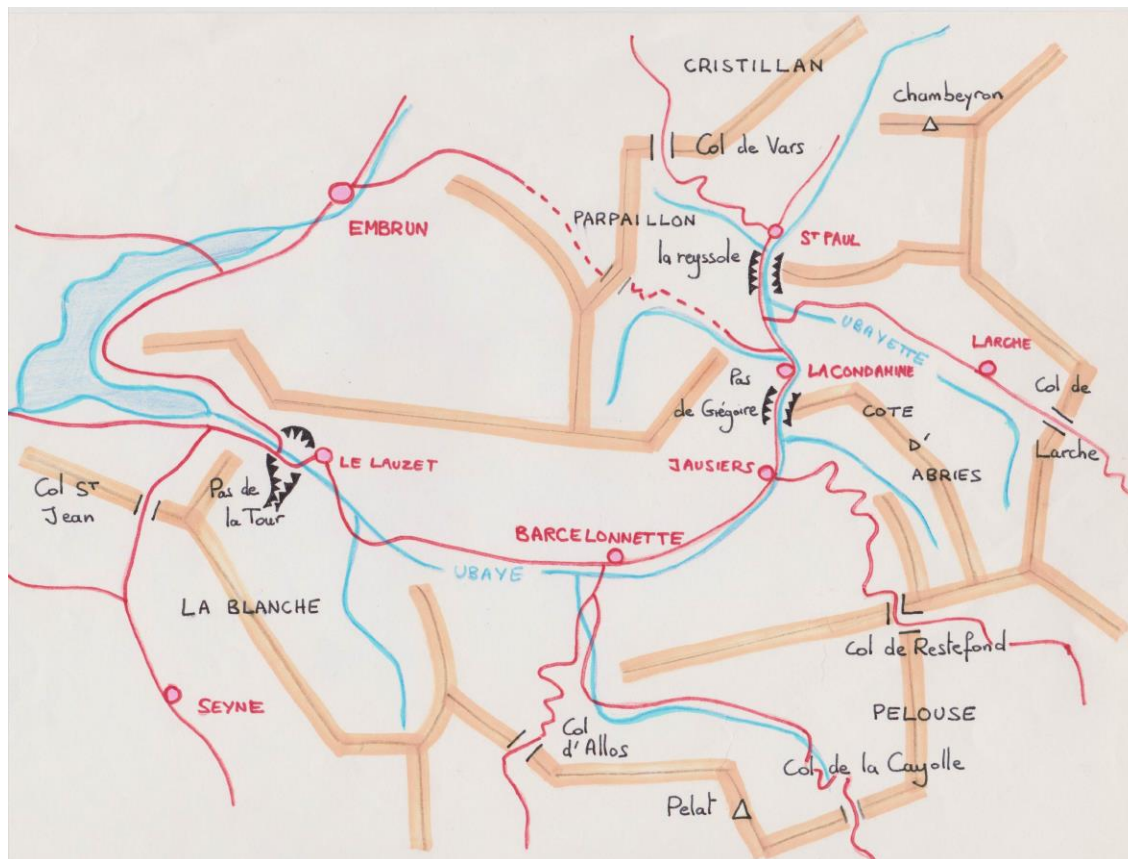 CRISTILLAN
Chambeyron
Col de Vars
EMBRUN
PARPAILLON
ST PAUL
la reyssole
UBAYETTE
LARCHE
LA CONDAMINE
Pas
de Grégoire
Col de
Larche
COTE
D'
ABRIES
LE LAUZET
JAUSIERS
Col ST
Jean
Pas de
la Tour
BARCELONNETTE
UBAYE
LA BLANCHE
Col de Restefond
SEYNE
PELOUSE
Col
d'Allos
Col de la Cayolle
Pelat